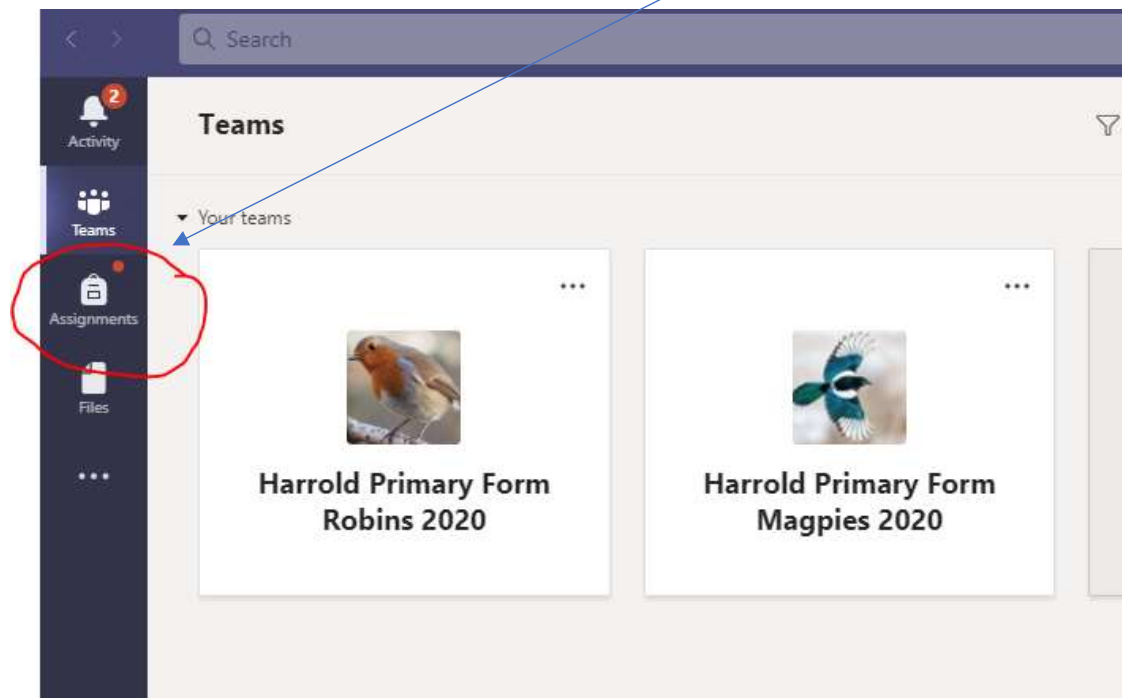 Search
2
Activity
Teams
Assignments
Files
Teams
Your teams
Harrold Primary Form
Robins 2020
Harrold Primary Form
Magpies 2020